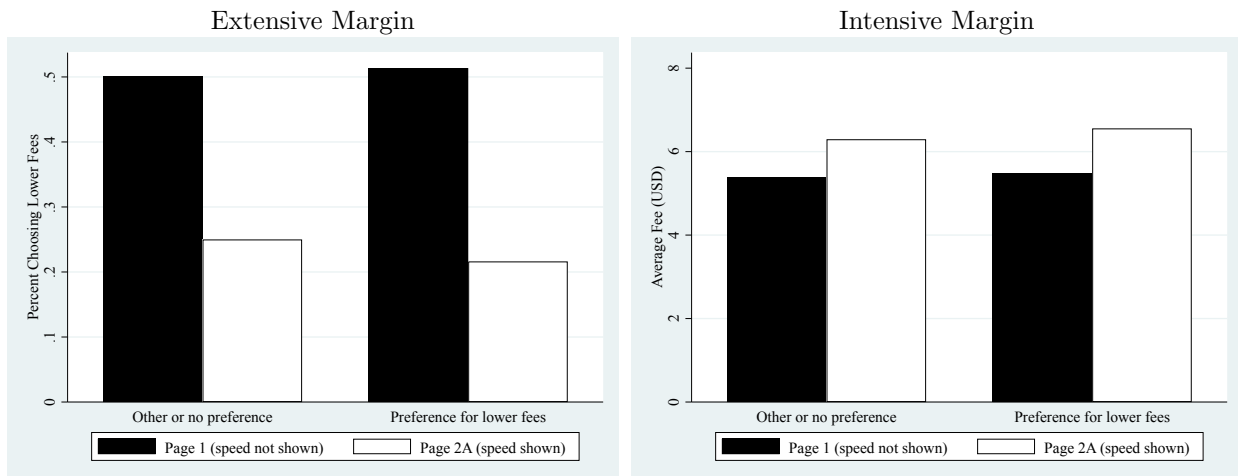 Extensive Margin
Percent Choosing Lower Fees
.5
.4
.3
.2
.1
0
Other or no preference
Preference for lower fees
Page 1 (speed not shown)
Page 2A (speed shown)
Intensive Margin
Average Fee (USD)
8
6
4
2
0
Other or no preference
Preference for lower fees
Page 1 (speed not shown)
Page 2A (speed shown)